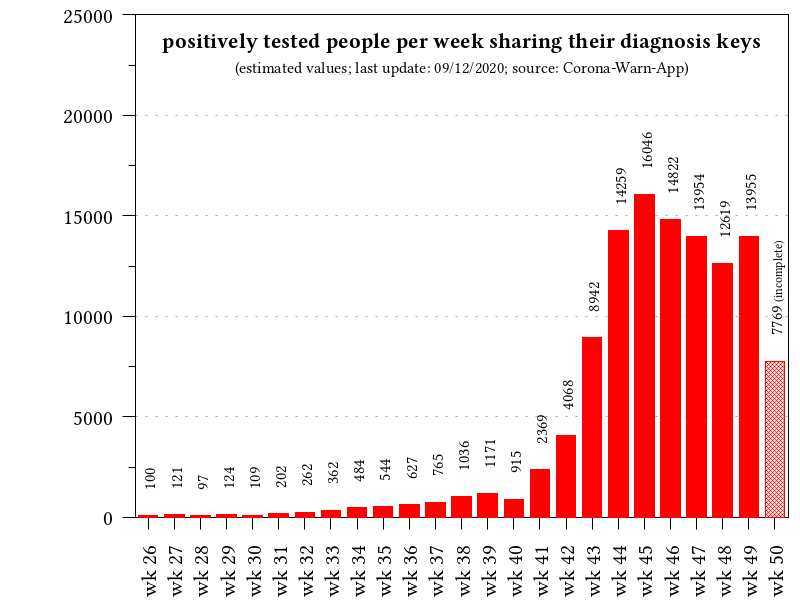 positively tested people per week sharing their diagnosis keys
(estimated values; last update: 09/12/2020; source: Corona-Warn-App)
25000
20000
15000
10000
5000
0
100
121
97
124
109
202
262
362
484
544
627
765
1036
1171
915
2369
4068
8942
14259
16046
14822
13954
12619
13955
7769 (incomplete)
wk 26
wk 27
wk 28
wk 29
wk 30
wk 31
wk 32
wk 33
wk 34
wk 35
wk 36
wk 37
wk 38
wk 39
wk 40
wk 41
wk 42
wk 43
wk 44
wk 45
wk 46
wk 47
wk 48
wk 49
wk 50